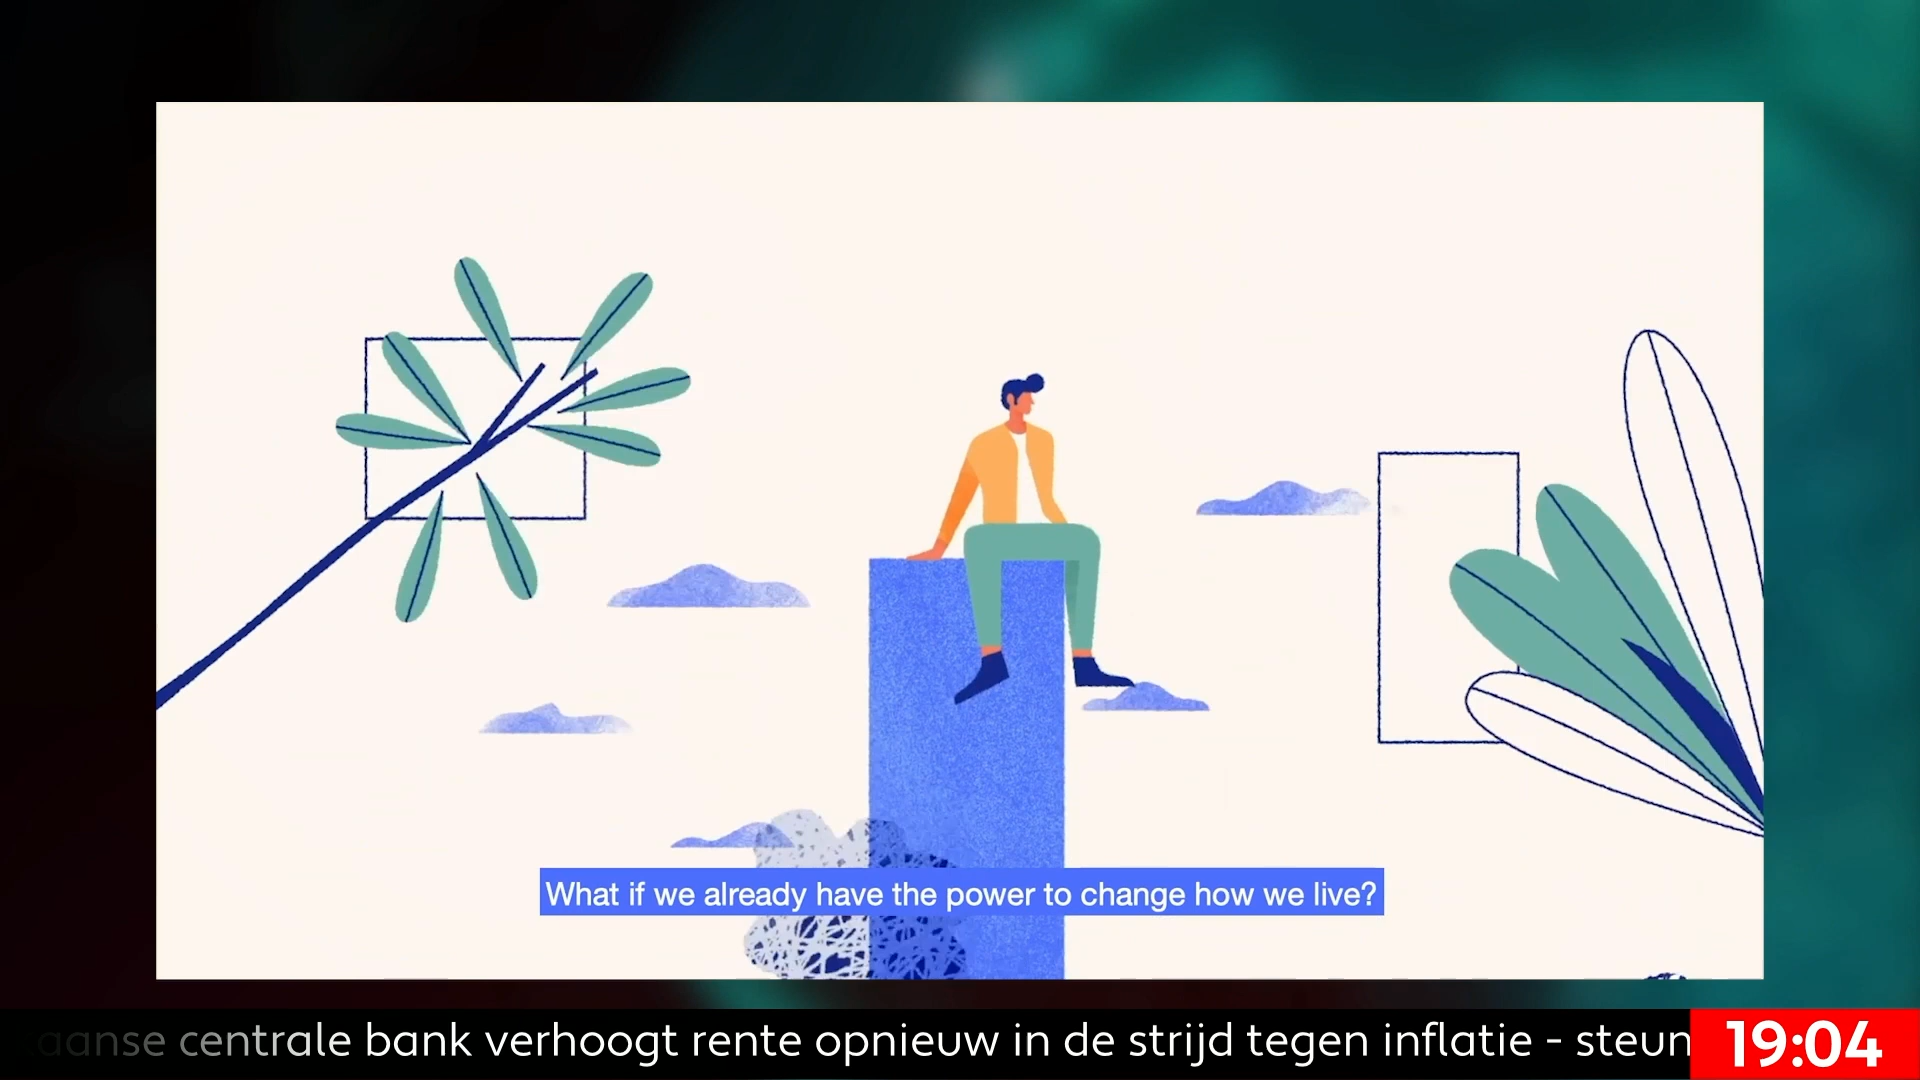 What if we already have the power to change how we live?
aanse centrale bank verhoogt rente opnieuw in de strijd tegen inflatie - steun
19:04